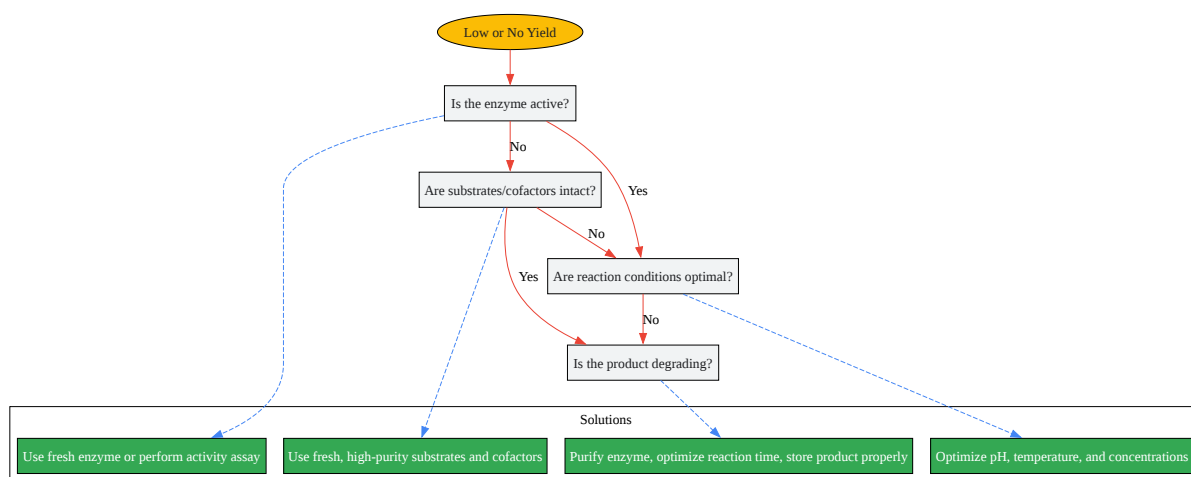 Low or No Yield
Is the enzyme active?
No
Are substrates/cofactors intact?
Yes
No
Are reaction conditions optimal?
Yes
No
Is the product degrading?
Solutions
Use fresh enzyme or perform activity assay
Use fresh, high-purity substrates and cofactors
Purify enzyme, optimize reaction time, store product properly
Optimize pH, temperature, and concentrations